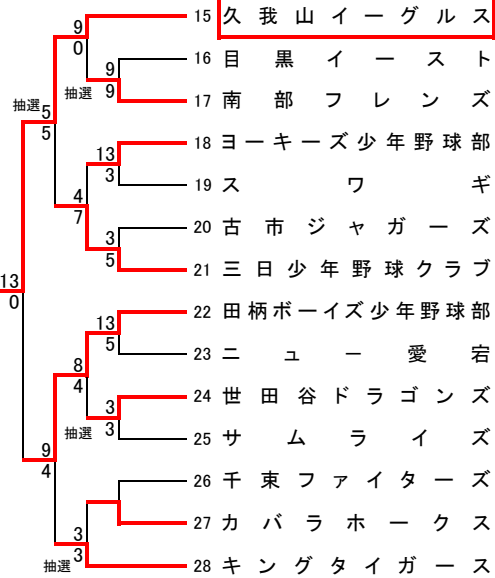 9
15 久我山イーグルス
0
16 目黒イースト
9
抽選 9
17 南部フレンズ
抽選 5
5
18 ヨーキーズ少年野球部
13
3
19 スワギ
4
7
20 古市ジャガーズ
3
5
21 三日少年野球クラブ
13
0
22 田柄ボーイズ少年野球部
13
5
23 ニュー愛宕
8
4
24 世田谷ドラゴンズ
3
抽選 3
25 サムライズ
9
4
26 千束ファイターズ
27 カバラホークス
3
抽選 3
28 キングタイガース